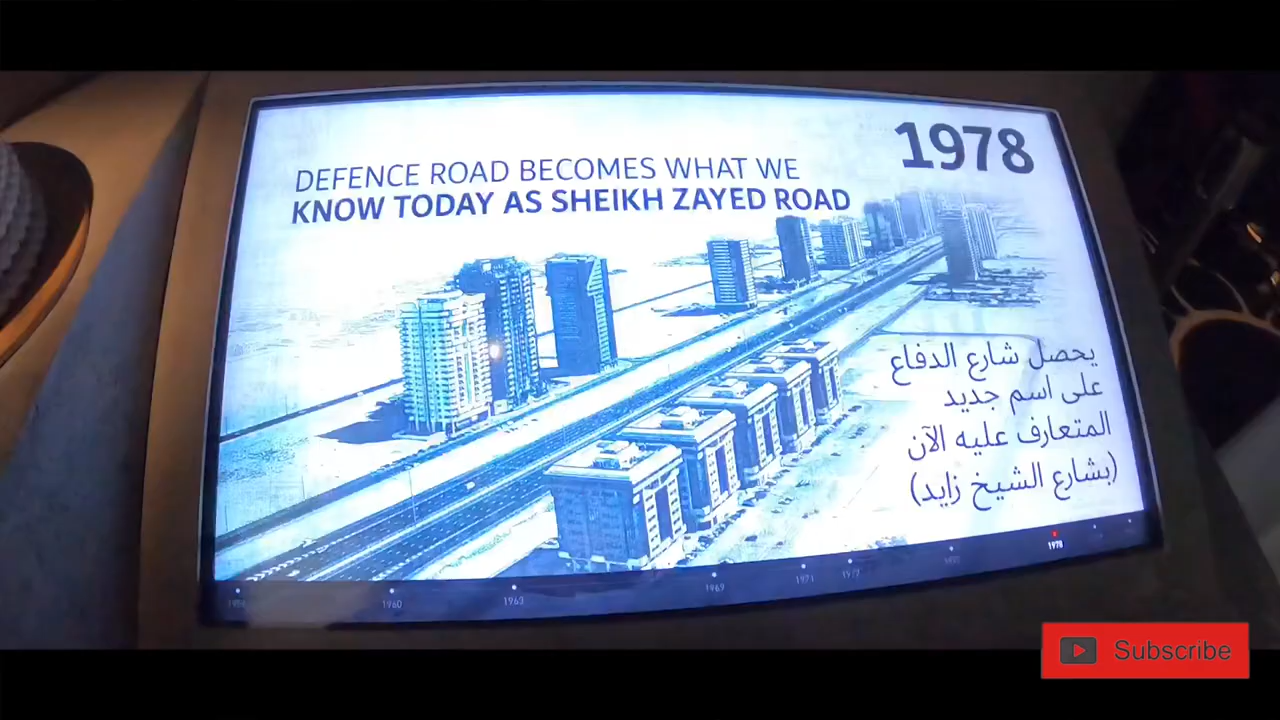 1978
DEFENCE ROAD BECOMES WHAT WE
KNOW TODAY AS SHEIKH ZAYED ROAD
يحصل شارع الدفاع
على اسم جديد
المتعارف عليه الآن
(بشارع الشيخ زايد)
1960
1963
1969
1971
1978
Subscribe